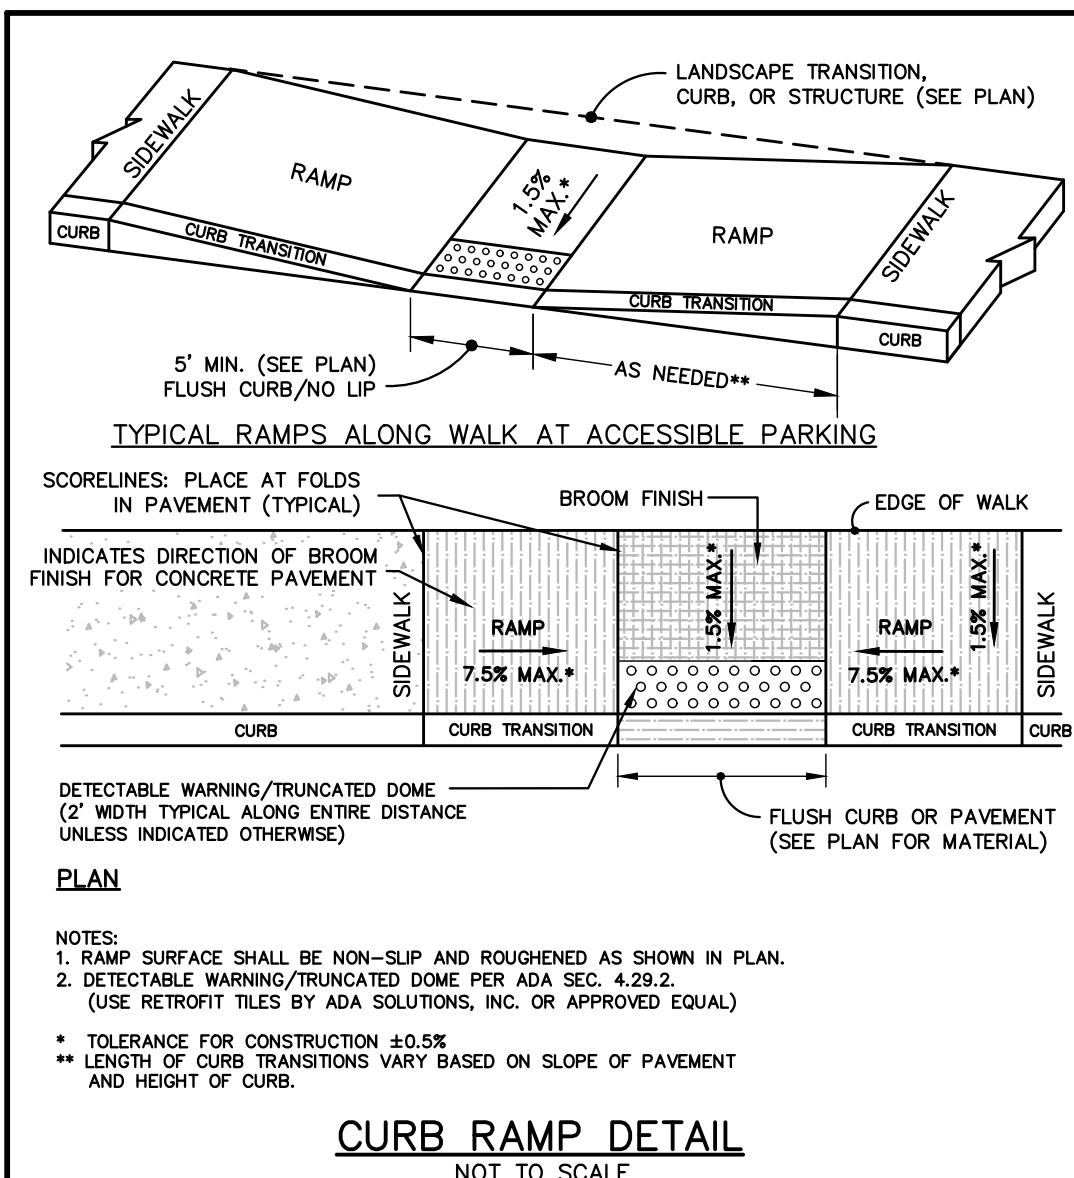 LANDSCAPE TRANSITION,
CURB, OR STRUCTURE (SEE PLAN)
SIDEWALK
RAMP
1.5%
MAX.*
RAMP
SIDEWALK
CURB
CURB TRANSITION
CURB TRANSITION
CURB
5' MIN. (SEE PLAN)
FLUSH CURB/NO LIP
AS NEEDED**
TYPICAL RAMPS ALONG WALK AT ACCESSIBLE PARKING
SCORELINES: PLACE AT FOLDS
IN PAVEMENT (TYPICAL)
BROOM FINISH
EDGE OF WALK
INDICATES DIRECTION OF BROOM
FINISH FOR CONCRETE PAVEMENT
SIDEWALK
RAMP
7.5% MAX.*
1.5% MAX.*
RAMP
7.5% MAX.*
1.5% MAX.*
SIDEWALK
CURB
CURB TRANSITION
CURB TRANSITION
CURB
DETECTABLE WARNING/TRUNCATED DOME
(2' WIDTH TYPICAL ALONG ENTIRE DISTANCE
UNLESS INDICATED OTHERWISE)
FLUSH CURB OR PAVEMENT
(SEE PLAN FOR MATERIAL)
PLAN
NOTES:
1. RAMP SURFACE SHALL BE NON-SLIP AND ROUGHENED AS SHOWN IN PLAN.
2. DETECTABLE WARNING/TRUNCATED DOME PER ADA SEC. 4.29.2.
(USE RETROFIT TILES BY ADA SOLUTIONS, INC. OR APPROVED EQUAL)
* TOLERANCE FOR CONSTRUCTION ±0.5%
** LENGTH OF CURB TRANSITIONS VARY BASED ON SLOPE OF PAVEMENT
AND HEIGHT OF CURB.
CURB RAMP DETAIL
NOT TO SCALE